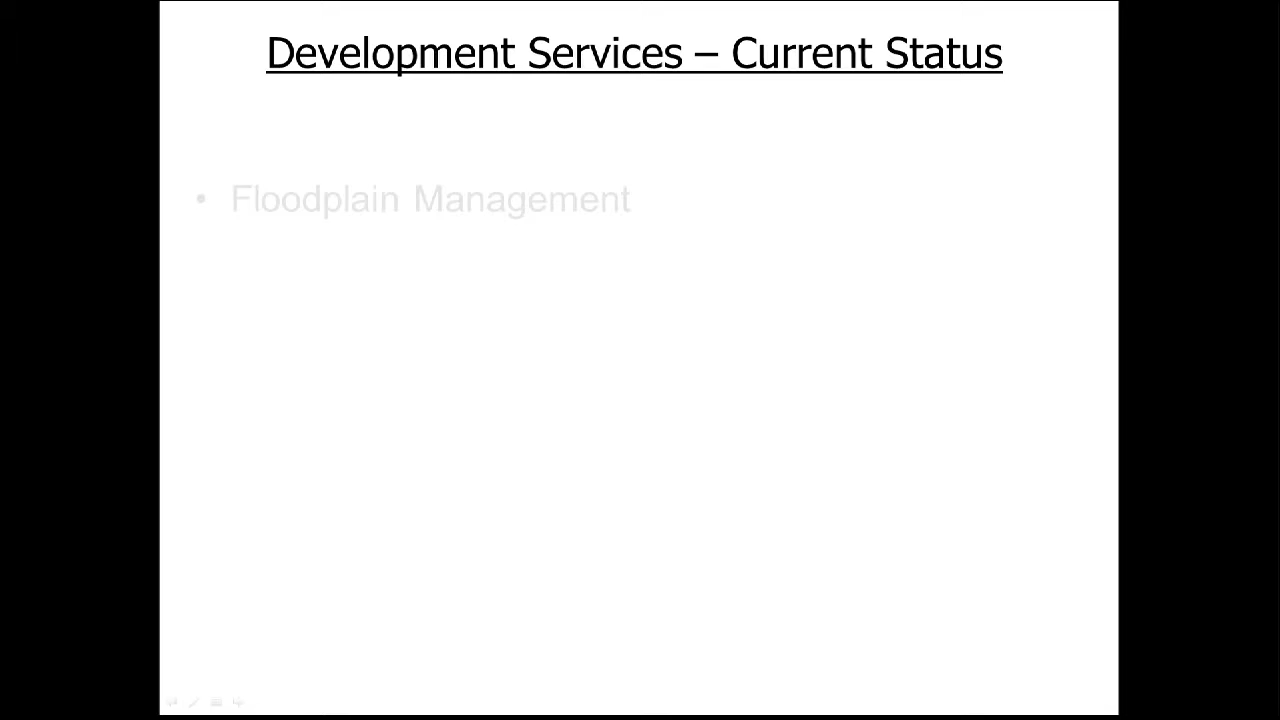 Development Services – Current Status
• Floodplain Management